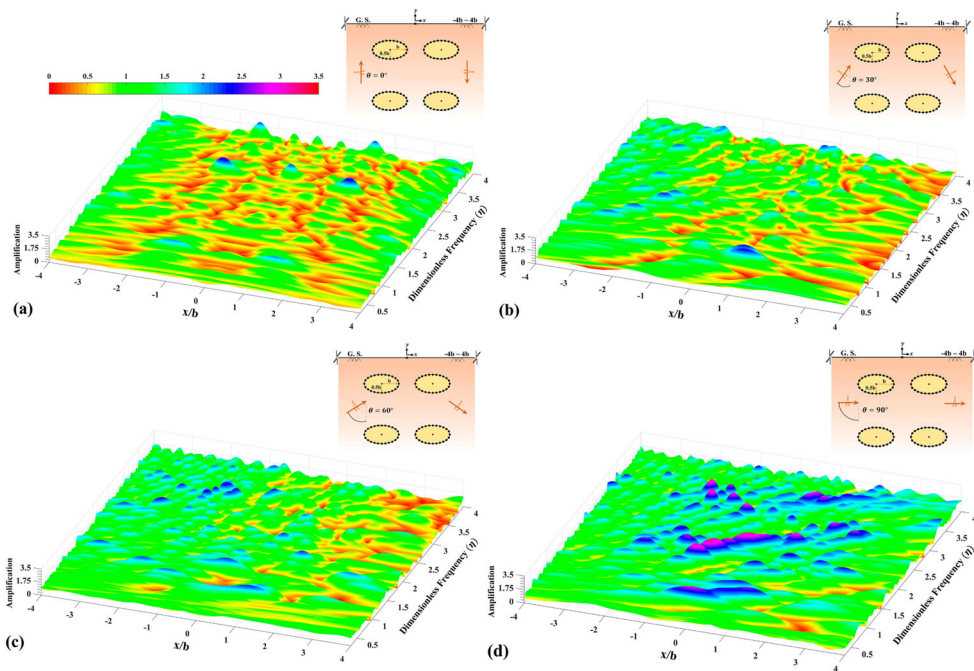 y
G. S.
x
-4b ~ 4b
b
0.5b
θ = 0°
0 0.5 1 1.5 2 2.5 3 3.5
Amplification
3.5
1.75
0
-4 -3 -2 -1 0 1 2 3 4
x/b
0.5 1 1.5 2 2.5 3 3.5 4
Dimensionless Frequency (η)
(a)
y
G. S.
x
-4b ~ 4b
b
0.5b
θ = 30°
Amplification
3.5
1.75
0
-4 -3 -2 -1 0 1 2 3 4
x/b
0.5 1 1.5 2 2.5 3 3.5 4
Dimensionless Frequency (η)
(b)
y
G. S.
x
-4b ~ 4b
b
0.5b
θ = 60°
Amplification
3.5
1.75
0
-4 -3 -2 -1 0 1 2 3 4
x/b
0.5 1 1.5 2 2.5 3 3.5 4
Dimensionless Frequency (η)
(c)
y
G. S.
x
-4b ~ 4b
b
0.5b
θ = 90°
Amplification
3.5
1.75
0
-4 -3 -2 -1 0 1 2 3 4
x/b
0.5 1 1.5 2 2.5 3 3.5 4
Dimensionless Frequency (η)
(d)